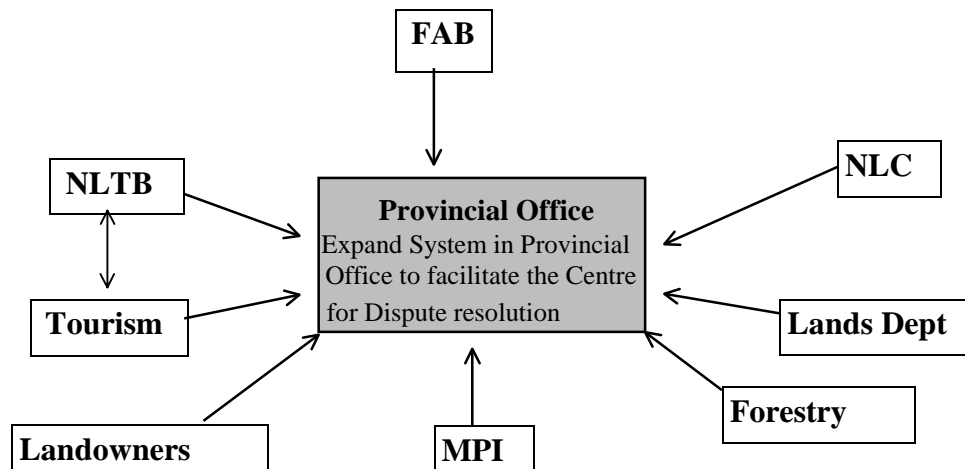 FAB
NLTB
NLC
Provincial Office
Expand System in Provincial
Office to facilitate the Centre
for Dispute resolution
Tourism
Lands Dept
Forestry
Landowners
MPI